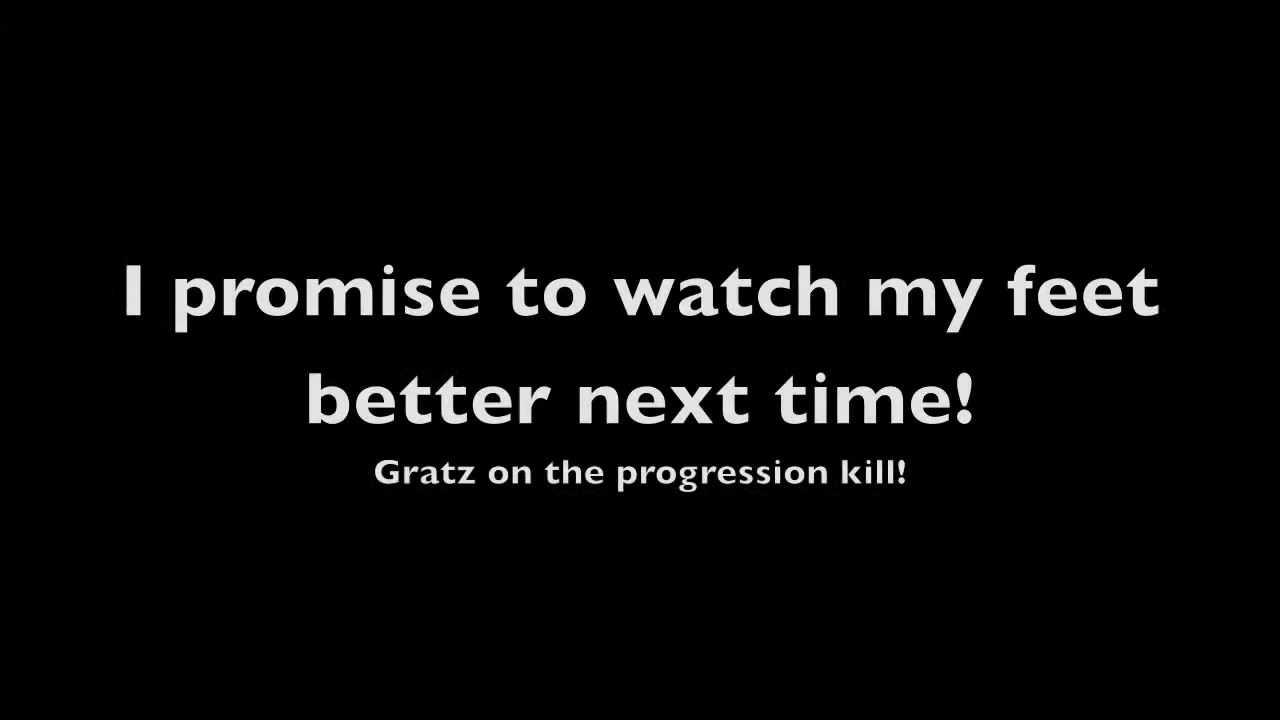 I promise to watch my feet
better next time!
Gratz on the progression kill!